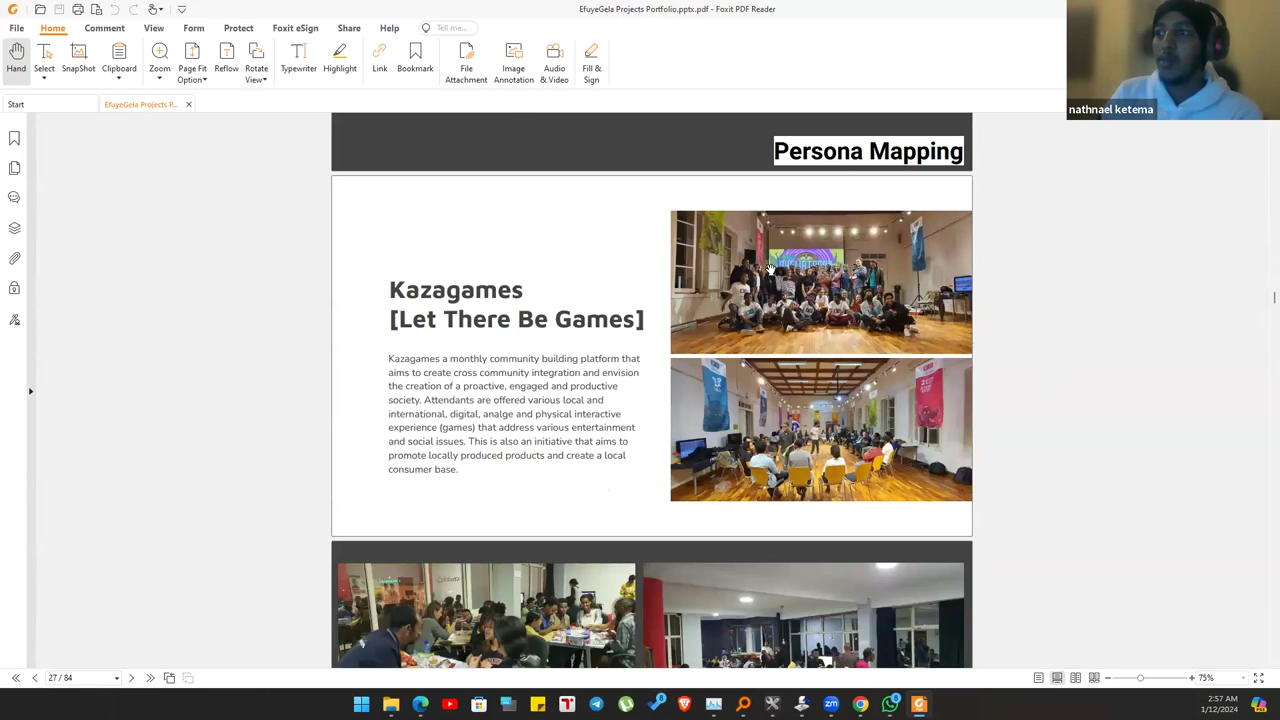 EfuyeGela Projects Portfolio.pptx.pdf - Foxit PDF Reader
File Home Comment View Form Protect Foxit eSign Share Help Tell me...
Hand Select SnapShot Clipboard Zoom Page Fit Option Reflow Rotate View Typewriter Highlight Link Bookmark File Attachment Image Annotation Audio & Video Fill & Sign
nathnael ketema
Start EfuyeGela Projects P...
Persona Mapping
Kazagames
[Let There Be Games]
Kazagames a monthly community building platform that
aims to create cross community integration and envision
the creation of a proactive, engaged and productive
society. Attendants are offered various local and
international, digital, analge and physical interactive
experience (games) that address various entertainment
and social issues. This is also an initiative that aims to
promote locally produced products and create a local
consumer base.
27 / 84
75%
2:57 AM
1/12/2024